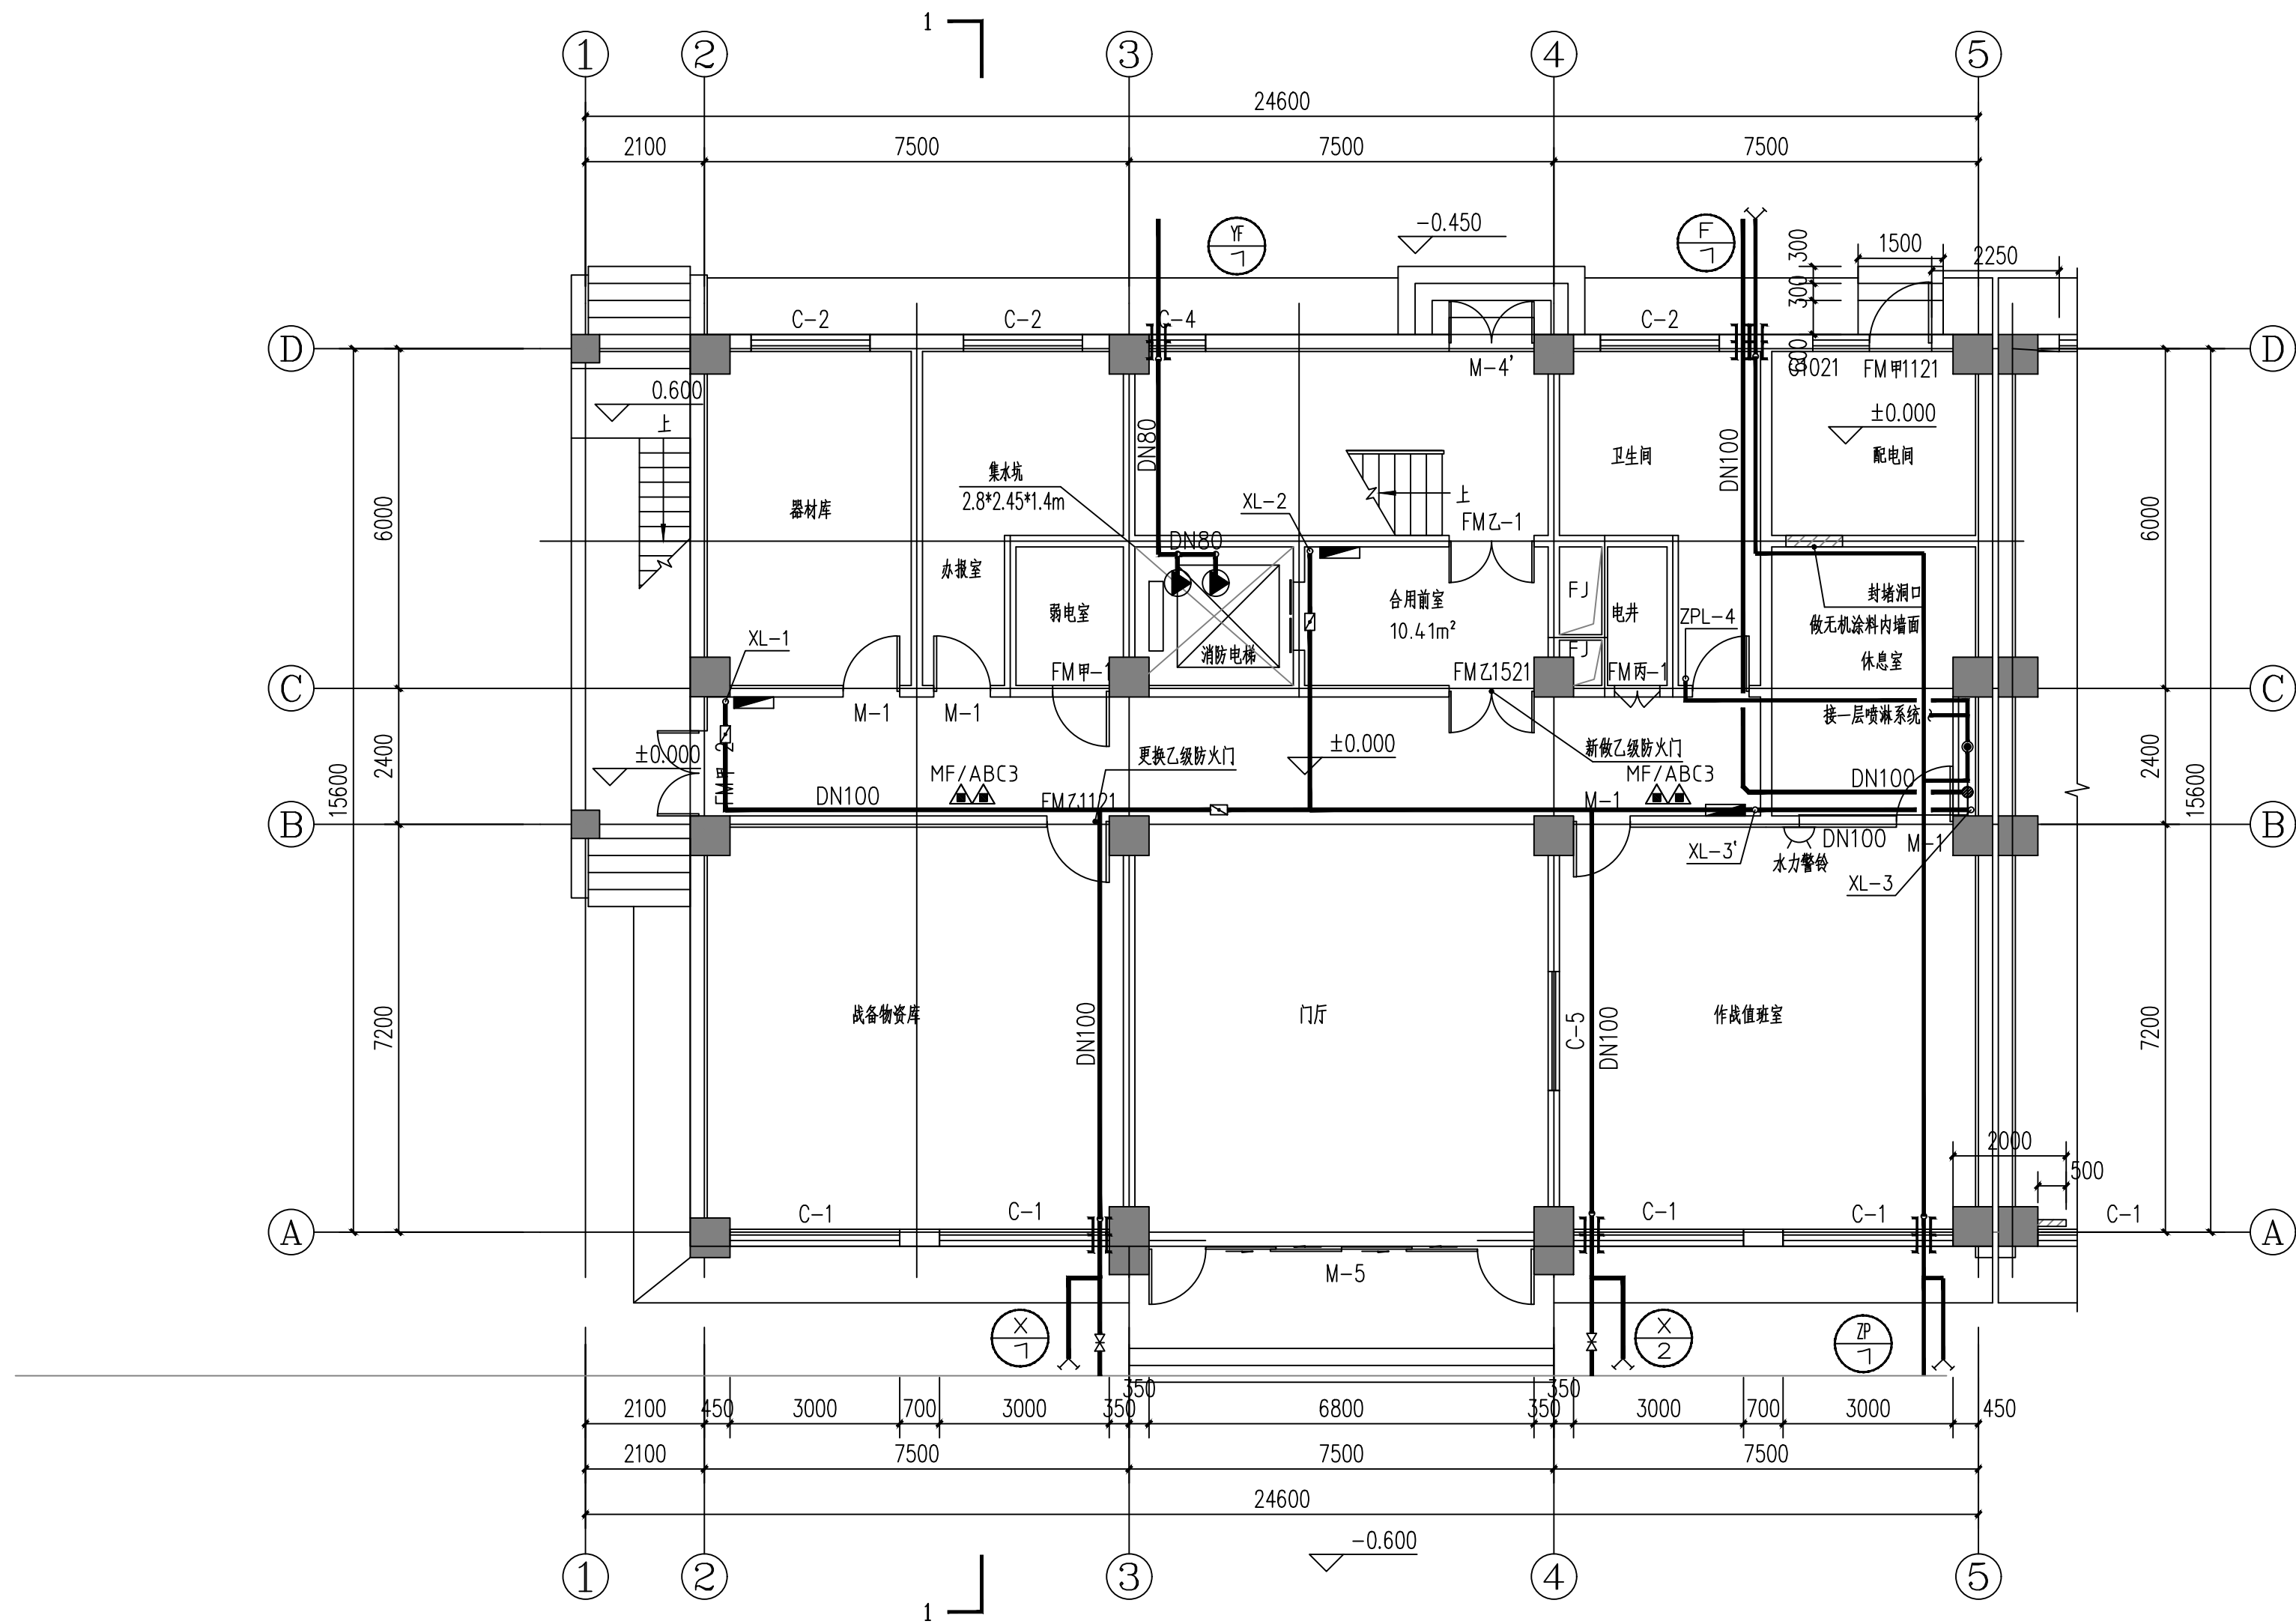 1
1
2
3
4
5
24600
2100
7500
7500
7500
YF
1
-0.450
F
1
300
300
600
1500
2250
C-2
C-2
C-4
C-2
D
D
M-4'
C1021
FM甲1121
0.600
上
±0.000
配电间
卫生间
DN80
DN100
集水坑
2.8*2.45*1.4m
器材库
XL-2
上
FM乙-1
DN80
办报室
弱电室
合用前室
10.41m²
FJ
FJ
电井
ZPL-4
封堵洞口
做无机涂料内墙面
休息室
XL-1
消防电梯
FM甲-1
FM乙1521
FM丙-1
C
C
M-1
M-1
接一层喷淋系统
±0.000
FM甲-2
更换乙级防火门
±0.000
新做乙级防火门
MF/ABC3
MF/ABC3
DN100
DN100
FM乙1121
M-1
B
B
DN100
M-1
XL-3'
水力警铃
XL-3
6000
2400
7200
15600
6000
2400
7200
15600
战备物资库
DN100
门厅
C-5
DN100
作战值班室
2000
500
C-1
C-1
C-1
C-1
C-1
A
A
M-5
X
1
X
2
ZP
1
350
350
2100
450
3000
700
3000
350
6800
350
3000
700
3000
450
2100
7500
7500
7500
24600
-0.600
1
2
3
4
5
1